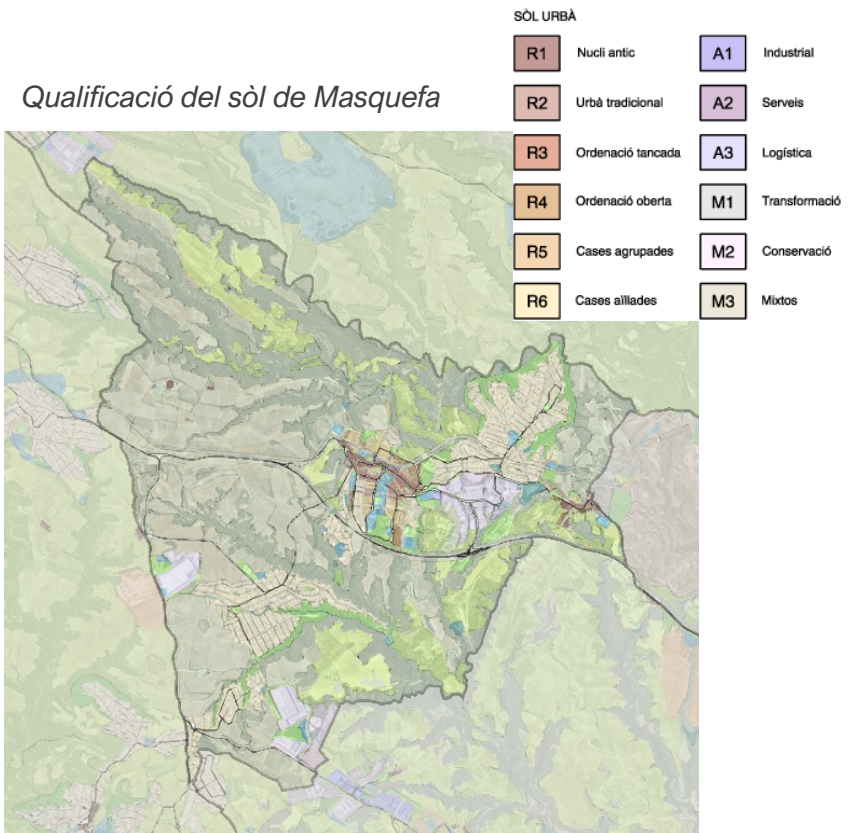 SÒL URBÀ
R1 Nucli antic A1 Industrial
Qualificació del sòl de Masquefa
R2 Urbà tradicional A2 Serveis
R3 Ordenació tancada A3 Logística
R4 Ordenació oberta M1 Transformació
R5 Cases agrupades M2 Conservació
R6 Cases aïllades M3 Mixtos